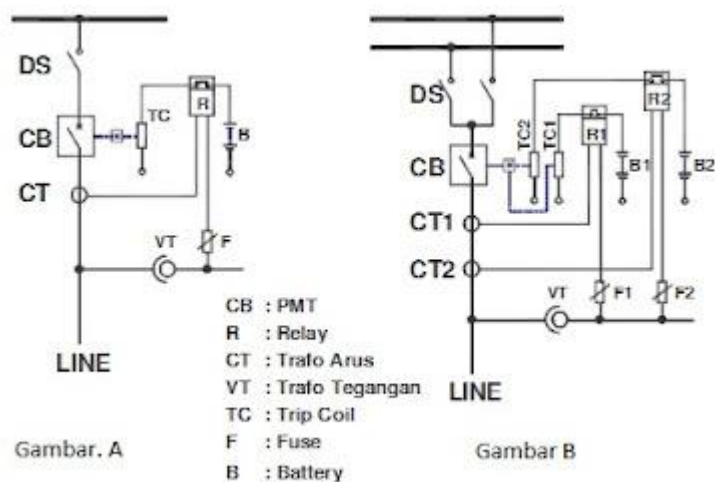 DS
CB
CT
TC
R
B
VT
F
LINE
Gambar. A
CB : PMT
R : Relay
CT : Trafo Arus
VT : Trafo Tegangan
TC : Trip Coil
F : Fuse
B : Battery
DS
CB
CT1
CT2
TC2
TC1
R1
R2
B1
B2
VT
F1
F2
LINE
Gambar B